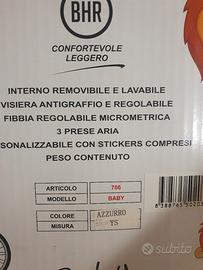 BHR
CONFORTEVOLE
LEGGERO
INTERNO REMOVIBILE E LAVABILE
VISIERA ANTIGRAFFIO E REGOLABILE
FIBBIA REGOLABILE MICROMETRICA
3 PRESE ARIA
SONALIZZABILE CON STICKERS COMPRESI
PESO CONTENUTO
ARTICOLO 706
MODELLO BABY
COLORE AZZURRO
MISURA YS
subito